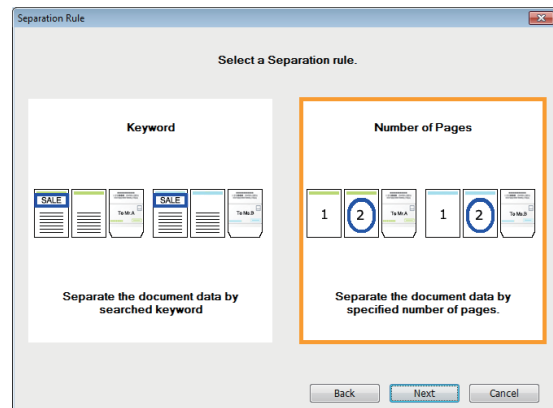 Separation Rule
Select a Separation rule.
Keyword
SALE
To Mr.A
SALE
To Ms.B
Separate the document data by
searched keyword
Number of Pages
1
2
To Mr.A
1
2
To Ms.B
Separate the document data by
specified number of pages.
Back
Next
Cancel